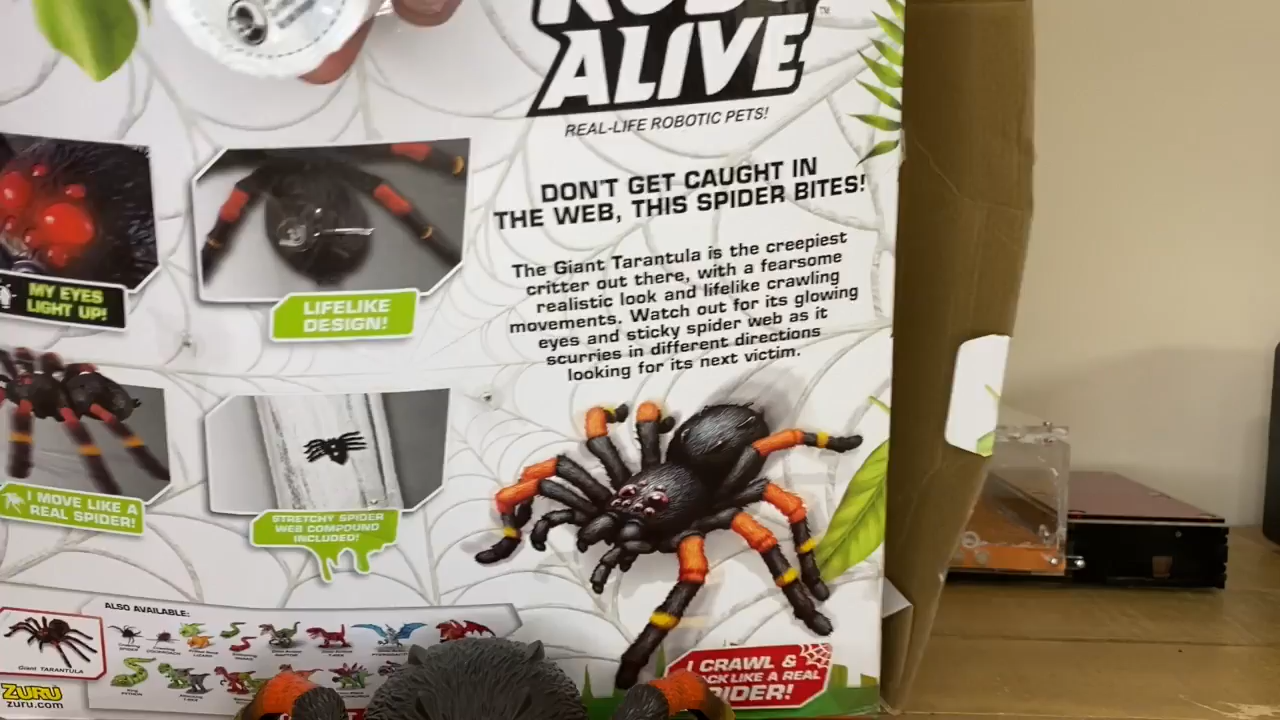 ALIVE
™
REAL-LIFE ROBOTIC PETS!
DON'T GET CAUGHT IN
THE WEB, THIS SPIDER BITES!
The Giant Tarantula is the creepiest
critter out there, with a fearsome
realistic look and lifelike crawling
movements. Watch out for its glowing
eyes and sticky spider web as it
scurries in different directions
looking for its next victim.
MY EYES
LIGHT UP!
LIFELIKE
DESIGN!
I MOVE LIKE A
REAL SPIDER!
STRETCHY SPIDER
WEB COMPOUND
INCLUDED!
ALSO AVAILABLE:
Giant TARANTULA
ZURU
zuru.com
I CRAWL &
LIKE A REAL